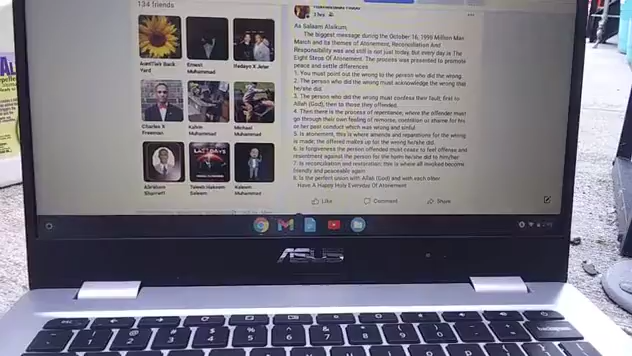 134 friends
Aunttiek Back Yard
Ernest Muhammad
Charles X Freeman
Kalvin Muhammad
Michael Muhammad
Abraham
Kaleem Muhammad
3 hrs
As Salaam Alaikum,
The biggest message during the October 16, 1995 Million Man
March and its themes of Atonement, Reconciliation And
Responsibility was and still is not just today, but every day is The
Eight Steps Of Atonement. The process was presented to promote
peace and settle differences
1. You must point out the wrong to the person who did the wrong.
2. The person who did the wrong must acknowledge the wrong that
he/she did.
3. The person who did the wrong must confess their fault; first to
Allah (God), then to those they offended.
4. Then there is the process of repentance; where the offender must
go through their own feeling of remorse, contrition or shame for his
or her past conduct which was wrong and sinful
5. Is atonement, this is where amends and reparations for the wrong
is made; the offered makes up for the wrong he/she did.
6. Is forgiveness the person offended must cease to feel offense and
resentment against the person for the harm he/she did to him/her
7. Is reconciliation and restoration; this is where all involved become
friendly and peaceable again
8. Is the perfect union with Allah (God) and with each other
Have A Happy Holy Everyday Of Atonement
Like Comment Share
ASUS
backspace